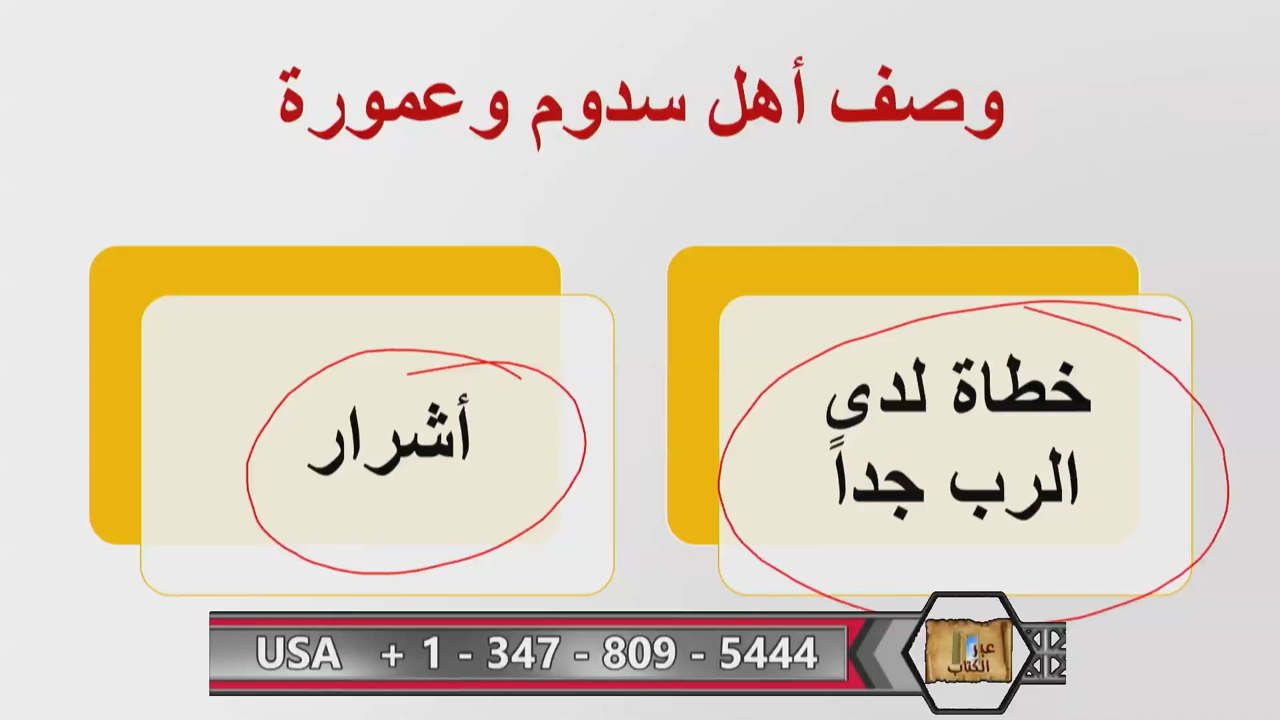 وصف أهل سدوم وعمورة
خطاة لدى
الرب جداً
أشرار
USA + 1 - 347 - 809 - 5444
عبر
الكتاب